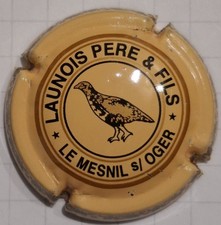 LAUNOIS PERE & FILS
★ LE MESNIL S/ OGER ★